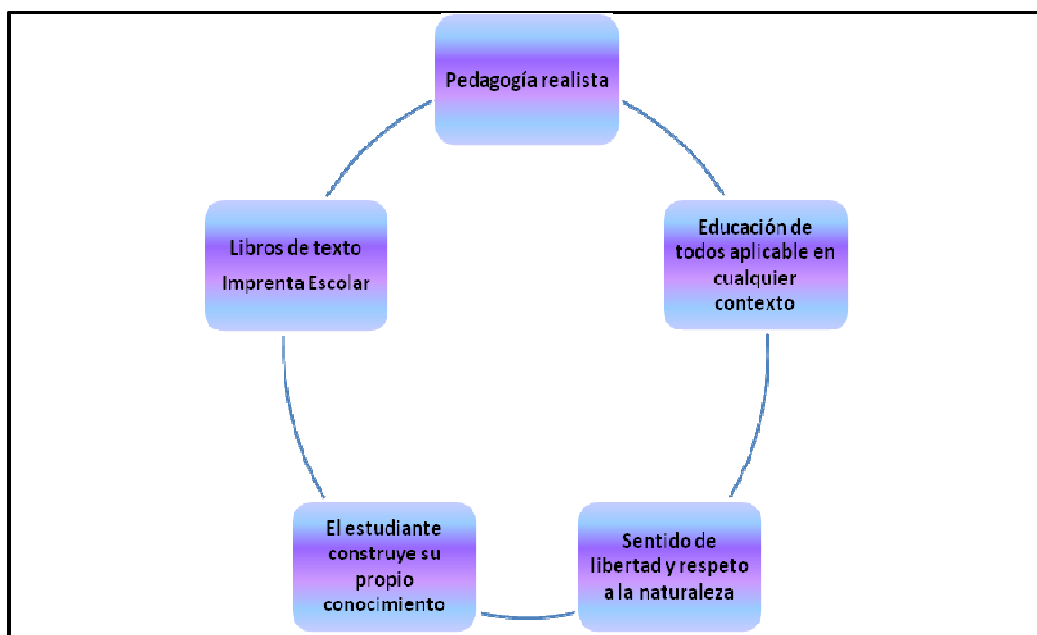 Pedagogía realista
Educación de
todos aplicable en
cualquier
contexto
Sentido de
libertad y respeto
a la naturaleza
El estudiante
construye su
propio
conocimiento
Libros de texto
Imprenta Escolar